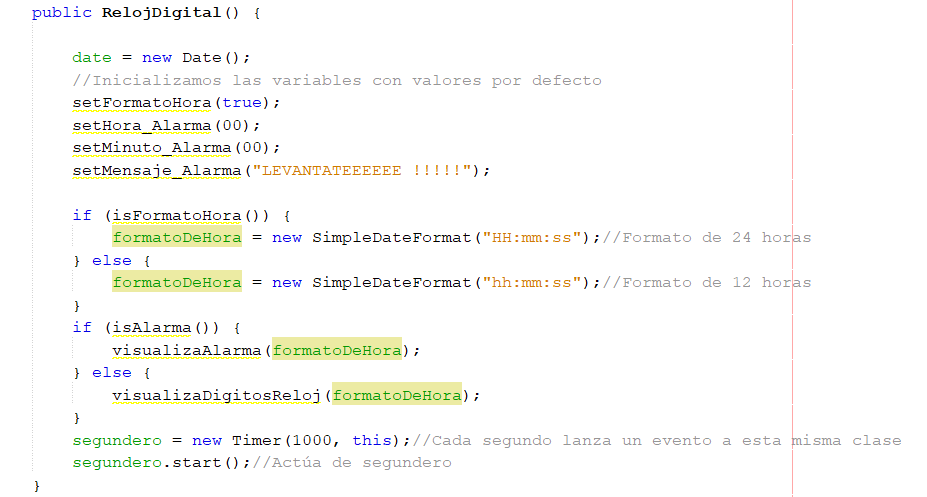 public RelojDigital() {
date = new Date();
//Inicializamos las variables con valores por defecto
setFormatoHora(true);
setHora_Alarma(00);
setMinuto_Alarma(00);
setMensaje_Alarma("LEVANTATEEEEEE !!!!!");
if (isFormatoHora()) {
formatoDeHora = new SimpleDateFormat("HH:mm:ss");//Formato de 24 horas
} else {
formatoDeHora = new SimpleDateFormat("hh:mm:ss");//Formato de 12 horas
}
if (isAlarma()) {
visualizaAlarma(formatoDeHora);
} else {
visualizaDigitosReloj(formatoDeHora);
}
segundero = new Timer(1000, this);//Cada segundo lanza un evento a esta misma clase
segundero.start();//Actúa de segundero
}